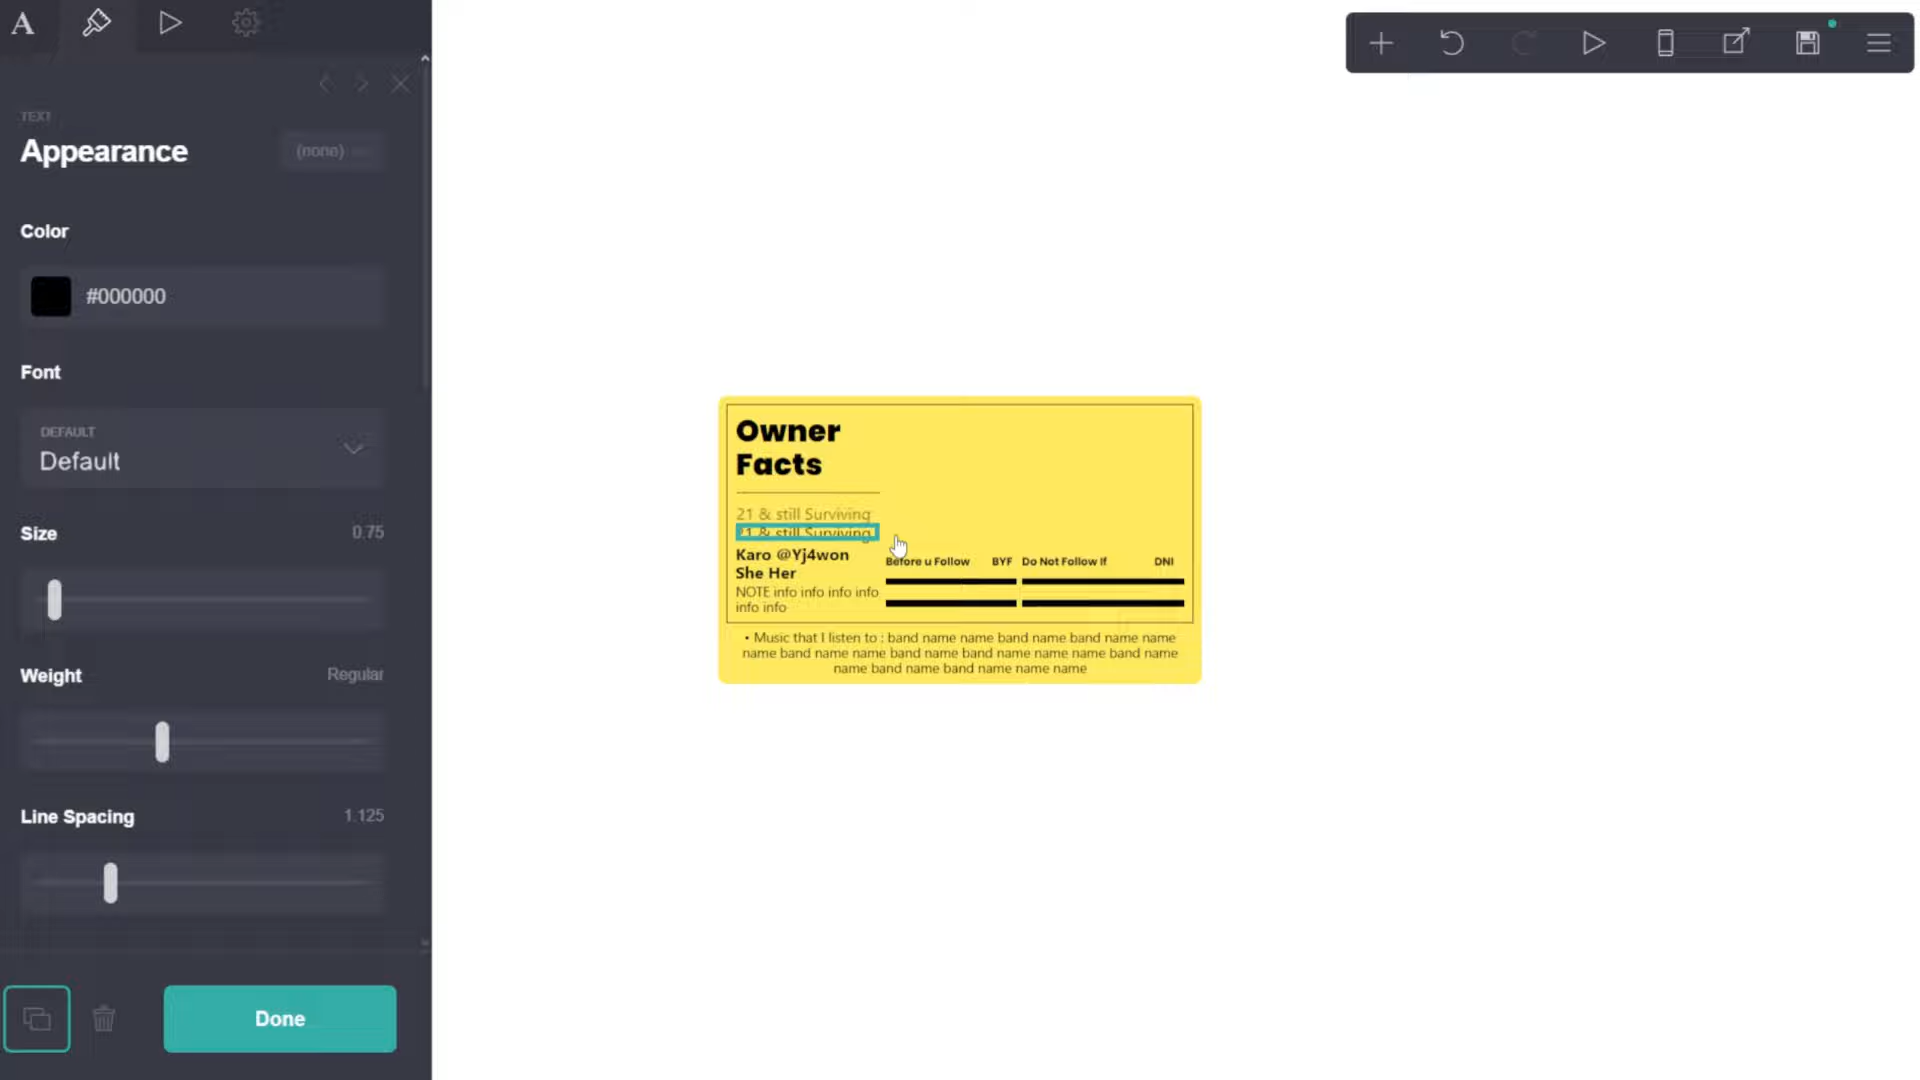 A
TEXT
Appearance
(none)
Color
#000000
Font
DEFAULT
Default
Size
0.75
Weight
Regular
Line Spacing
1.125
Done
Owner
Facts
21 & still Surviving
21 & still Surviving
Karo @Yj4won
She Her
NOTE info info info info
info info
Before u Follow BYF
Do Not Follow If DNI
• Music that I listen to : band name name band name band name name
name band name name band name band name name name band name
name band name band name name name